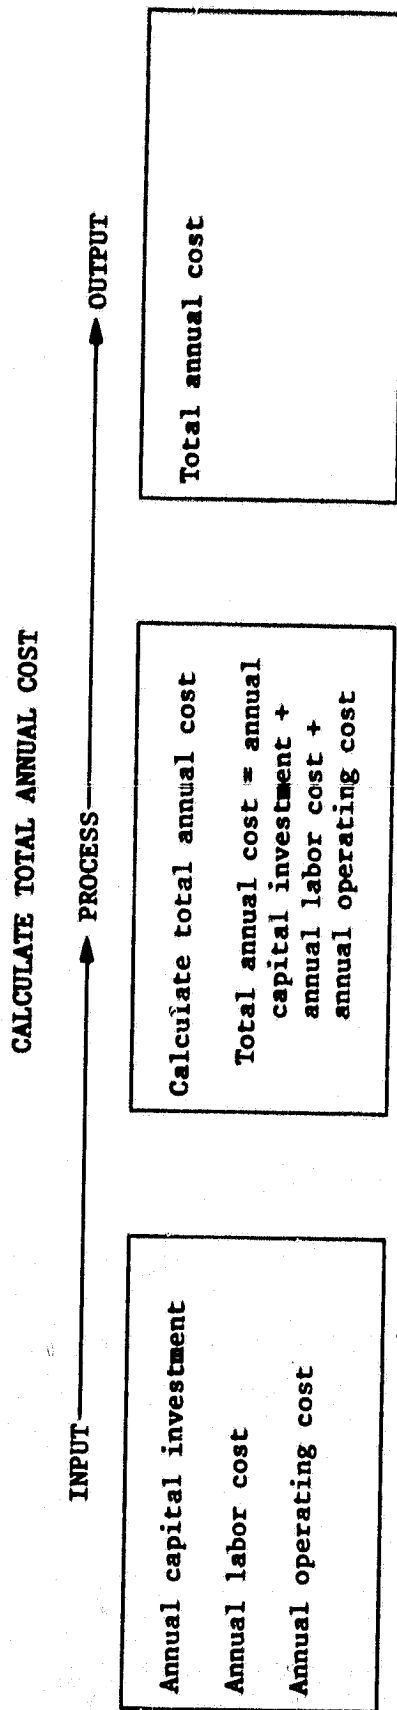 CALCULATE TOTAL ANNUAL COST
INPUT
PROCESS
OUTPUT
Annual capital investment
Annual labor cost
Annual operating cost
Calculate total annual cost
Total annual cost = annual
capital investment +
annual labor cost +
annual operating cost
Total annual cost